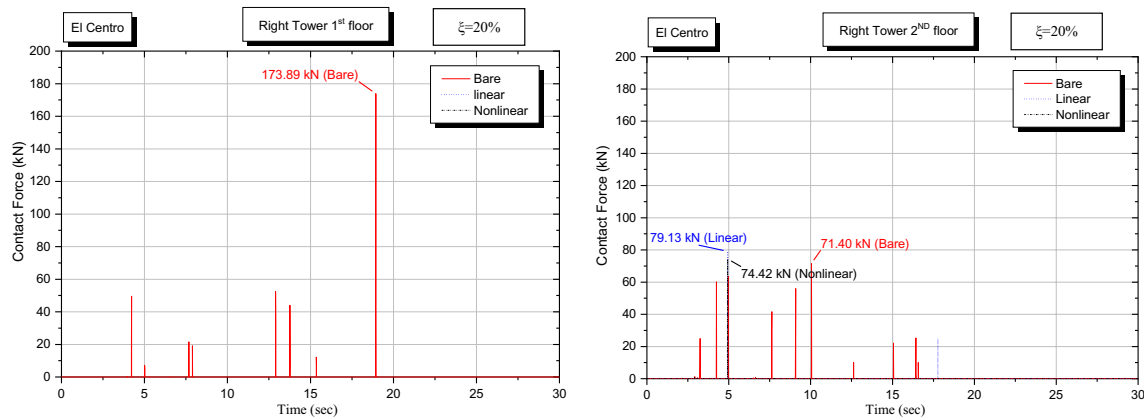 El Centro
Right Tower 1st floor
ξ=20%
200
180
160
140
120
100
80
60
40
20
0
Contact Force (kN)
173.89 kN (Bare)
Bare
linear
Nonlinear
0 5 10 15 20 25 30
Time (sec)
El Centro
Right Tower 2ND floor
ξ=20%
200
180
160
140
120
100
80
60
40
20
0
Contact Force (kN)
Bare
Linear
Nonlinear
79.13 kN (Linear)
71.40 kN (Bare)
74.42 kN (Nonlinear)
0 5 10 15 20 25 30
Time (sec)